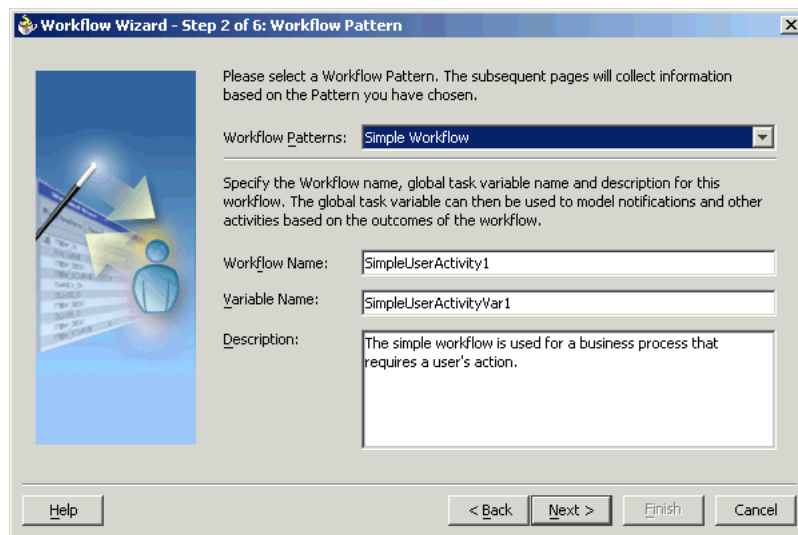 Workflow Wizard - Step 2 of 6: Workflow Pattern
Please select a Workflow Pattern. The subsequent pages will collect information
based on the Pattern you have chosen.
Workflow Patterns: Simple Workflow
Specify the Workflow name, global task variable name and description for this
workflow. The global task variable can then be used to model notifications and other
activities based on the outcomes of the workflow.
Workflow Name: SimpleUserActivity1
Variable Name: SimpleUserActivityVar1
Description: The simple workflow is used for a business process that
requires a user's action.
Help < Back Next > Finish Cancel